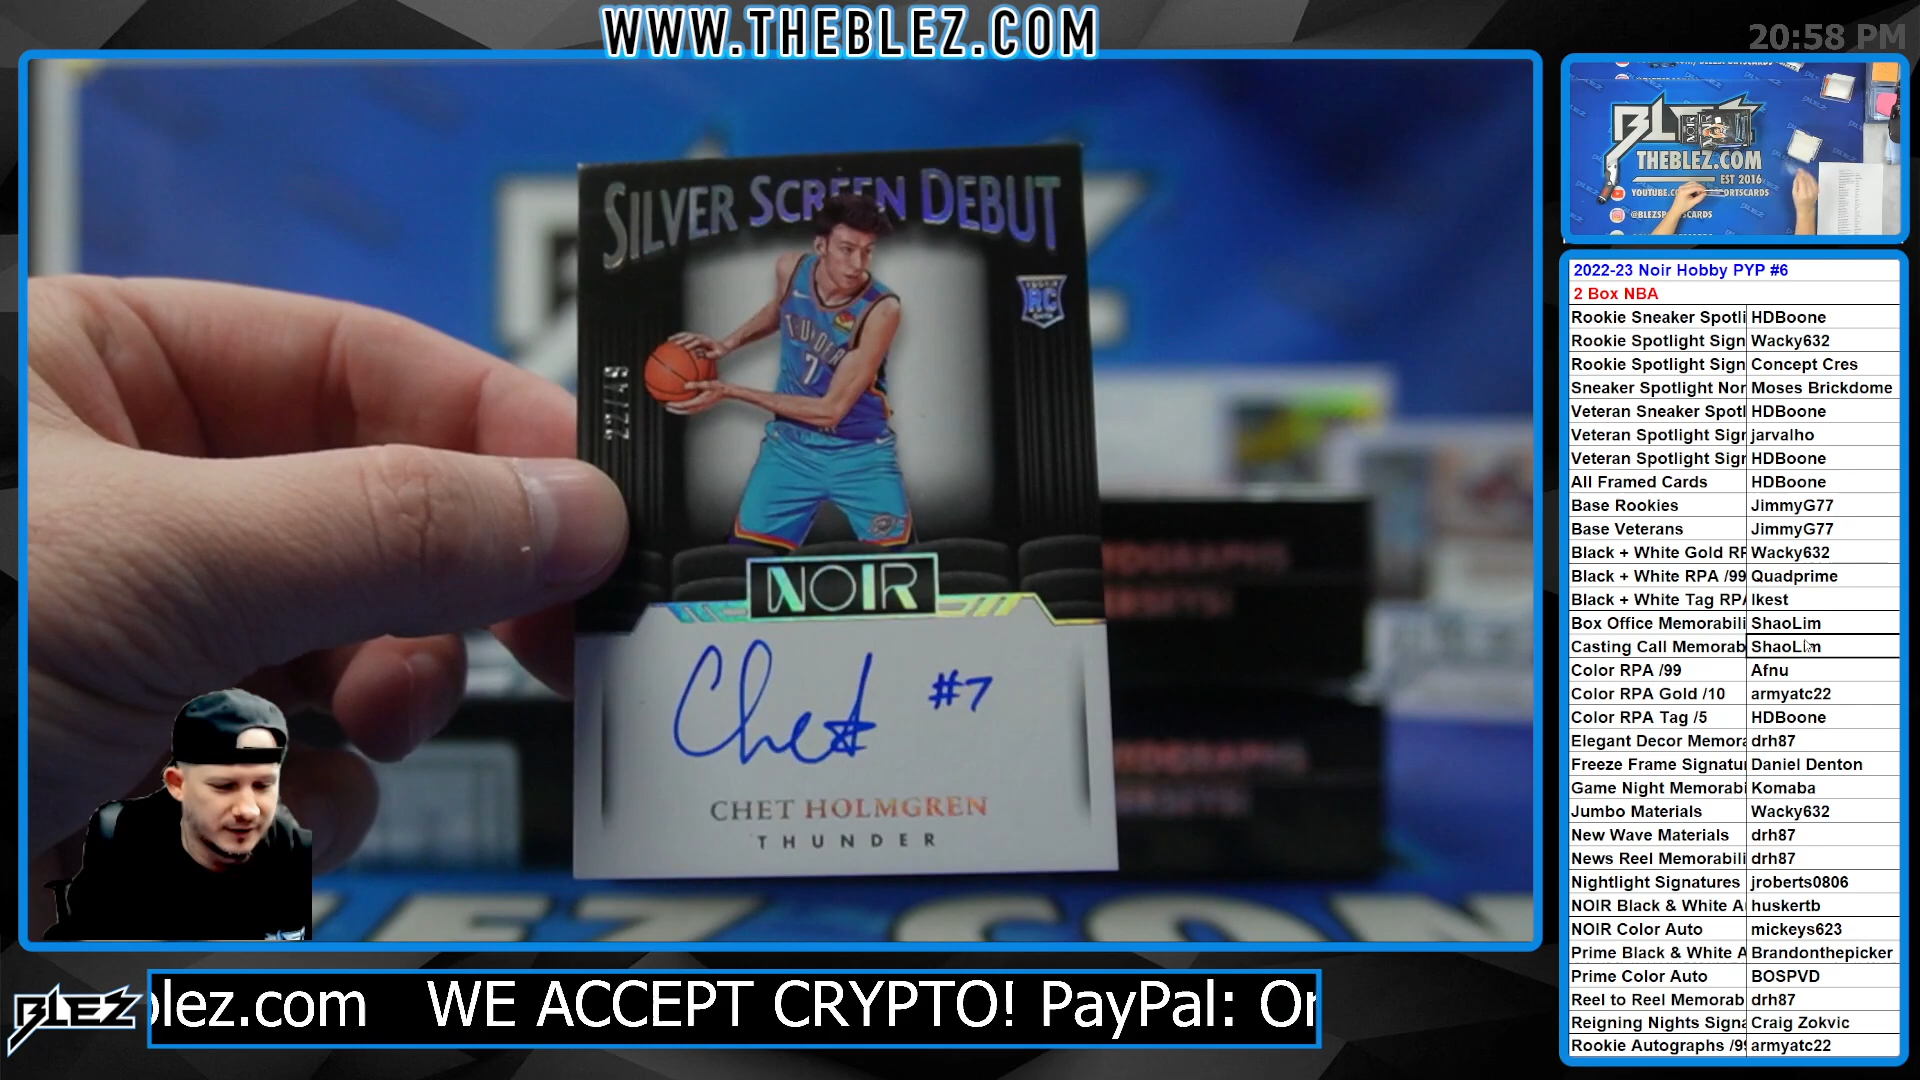 WWW.THEBLEZ.COM
20:58 PM
SILVER SCREEN DEBUT
RC
22/49
THUNDER
7
NOIR
Chet #7
CHET HOLMGREN
THUNDER
THEBLEZ.COM
EST 2016
@BLEZSP
2022-23 Noir Hobby PYP #6
2 Box NBA
Rookie Sneaker Spotli HDBoone
Rookie Spotlight Sign Wacky632
Rookie Spotlight Sign Concept Cres
Sneaker Spotlight Nor Moses Brickdome
Veteran Sneaker Spotl HDBoone
Veteran Spotlight Sigr jarvalho
Veteran Spotlight Sigr HDBoone
All Framed Cards HDBoone
Base Rookies JimmyG77
Base Veterans JimmyG77
Black + White Gold RF Wacky632
Black + White RPA /99 Quadprime
Black + White Tag RPA Ikest
Box Office Memorabili ShaoLim
Casting Call Memorab ShaoLim
Color RPA /99 Afnu
Color RPA Gold /10 armyatc22
Color RPA Tag /5 HDBoone
Elegant Decor Memora drh87
Freeze Frame Signatu Daniel Denton
Game Night Memorabi Komaba
Jumbo Materials Wacky632
New Wave Materials drh87
News Reel Memorabili drh87
Nightlight Signatures jroberts0806
NOIR Black & White A huskertb
NOIR Color Auto mickeys623
Prime Black & White A Brandonthepicker
Prime Color Auto BOSPVD
Reel to Reel Memorab drh87
Reigning Nights Signa Craig Zokvic
Rookie Autographs /99 armyatc22
BLEZ
blez.com WE ACCEPT CRYPTO! PayPal: Or